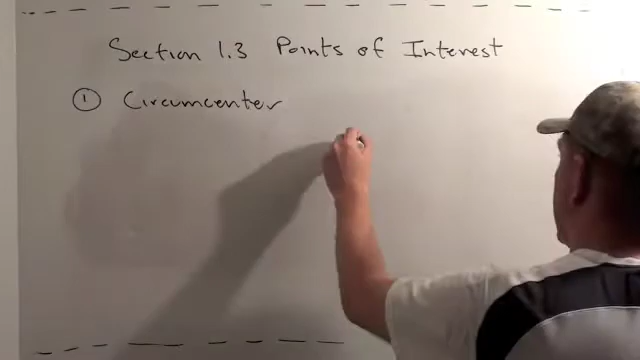 Section 1.3 Points of Interest
① Circumcenter